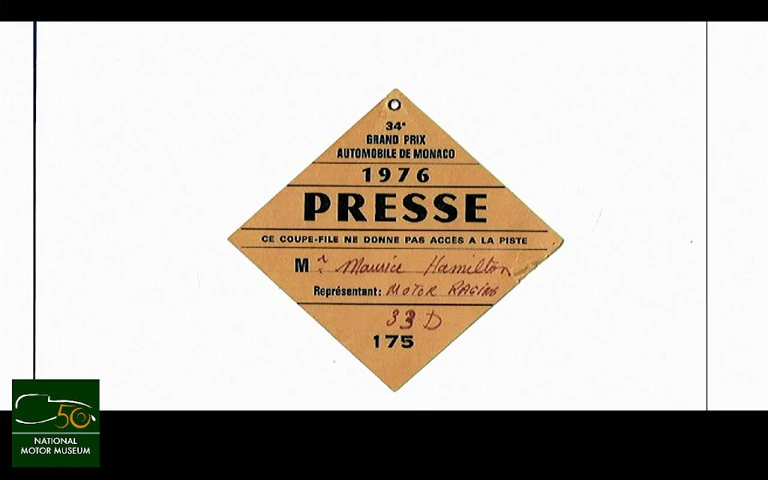 34e
GRAND PRIX
AUTOMOBILE DE MONACO
1976
PRESSE
CE COUPE-FILE NE DONNE PAS ACCÈS A LA PISTE
Mr Maurice Hamilton
Représentant: MOTOR RACING
33 D
175
50
NATIONAL
MOTOR MUSEUM